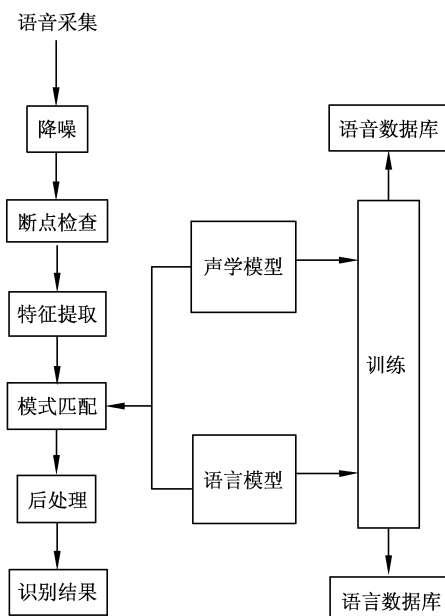 语音采集
降噪
断点检查
特征提取
模式匹配
后处理
识别结果
声学模型
语言模型
语音数据库
训练
语言数据库